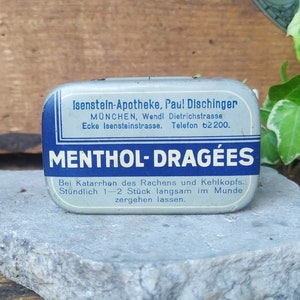 Isenstein-Apotheke, Paul Dischinger
MÜNCHEN, Wendl Dietrichstrasse
Ecke Isensteinstrasse. Telefon 62200.
MENTHOL-DRAGÉES
Bei Katarrhen des Rachens und Kehlkopfs.
Stündlich 1-2 Stück langsam im Munde
zergehen lassen.